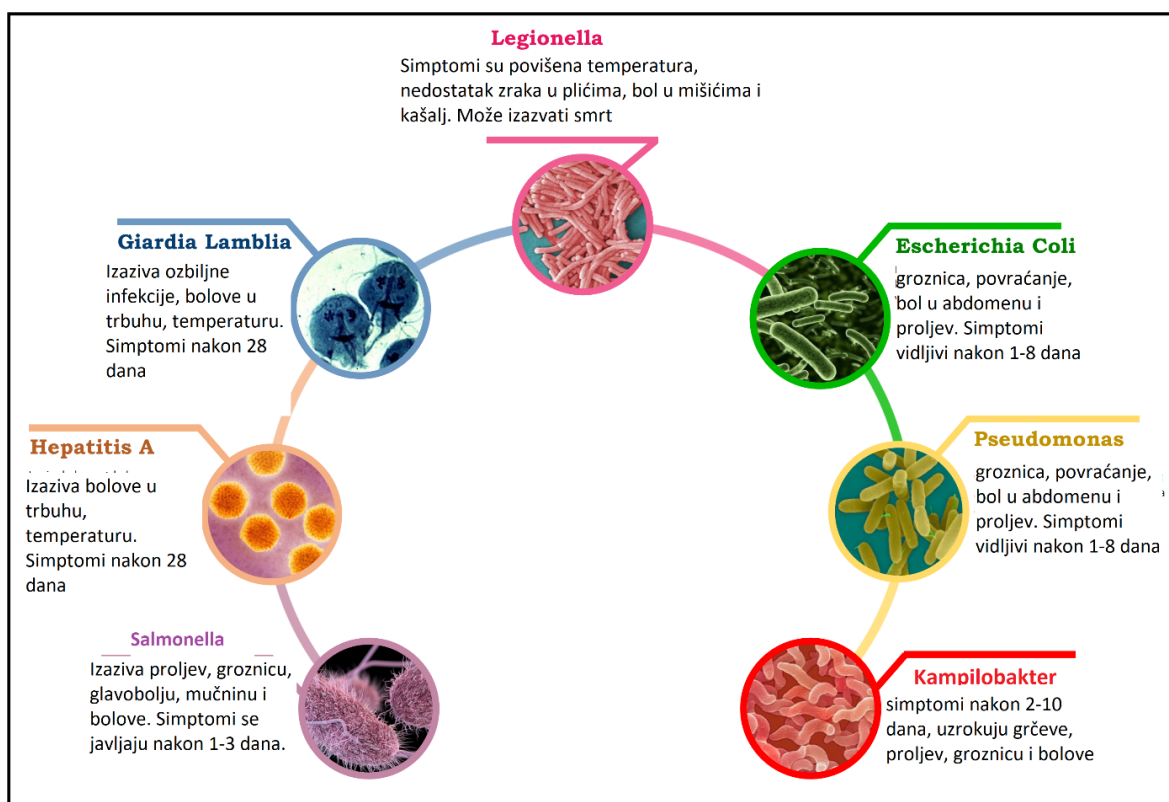 Legionella
Simptomi su povišena temperatura,
nedostatak zraka u plićima, bol u mišićima i
kašalj. Može izazvati smrt
Giardia Lamblia
Izaziva ozbiljne
infekcije, bolove u
trbuhu, temperaturu.
Simptomi nakon 28
dana
Escherichia Coli
groznica, povraćanje,
bol u abdomenu i
proljev. Simptomi
vidljivi nakon 1-8 dana
Hepatitis A
Izaziva bolove u
trbuhu,
temperaturu.
Simptomi nakon 28
dana
Pseudomonas
groznica, povraćanje,
bol u abdomenu i
proljev. Simptomi
vidljivi nakon 1-8 dana
Salmonella
Izaziva proljev, groznicu,
glavobolju, mučninu i
bolove. Simptomi se
javljaju nakon 1-3 dana.
Kampilobakter
simptomi nakon 2-10
dana, uzrokuju grčeve,
proljev, groznicu i bolove